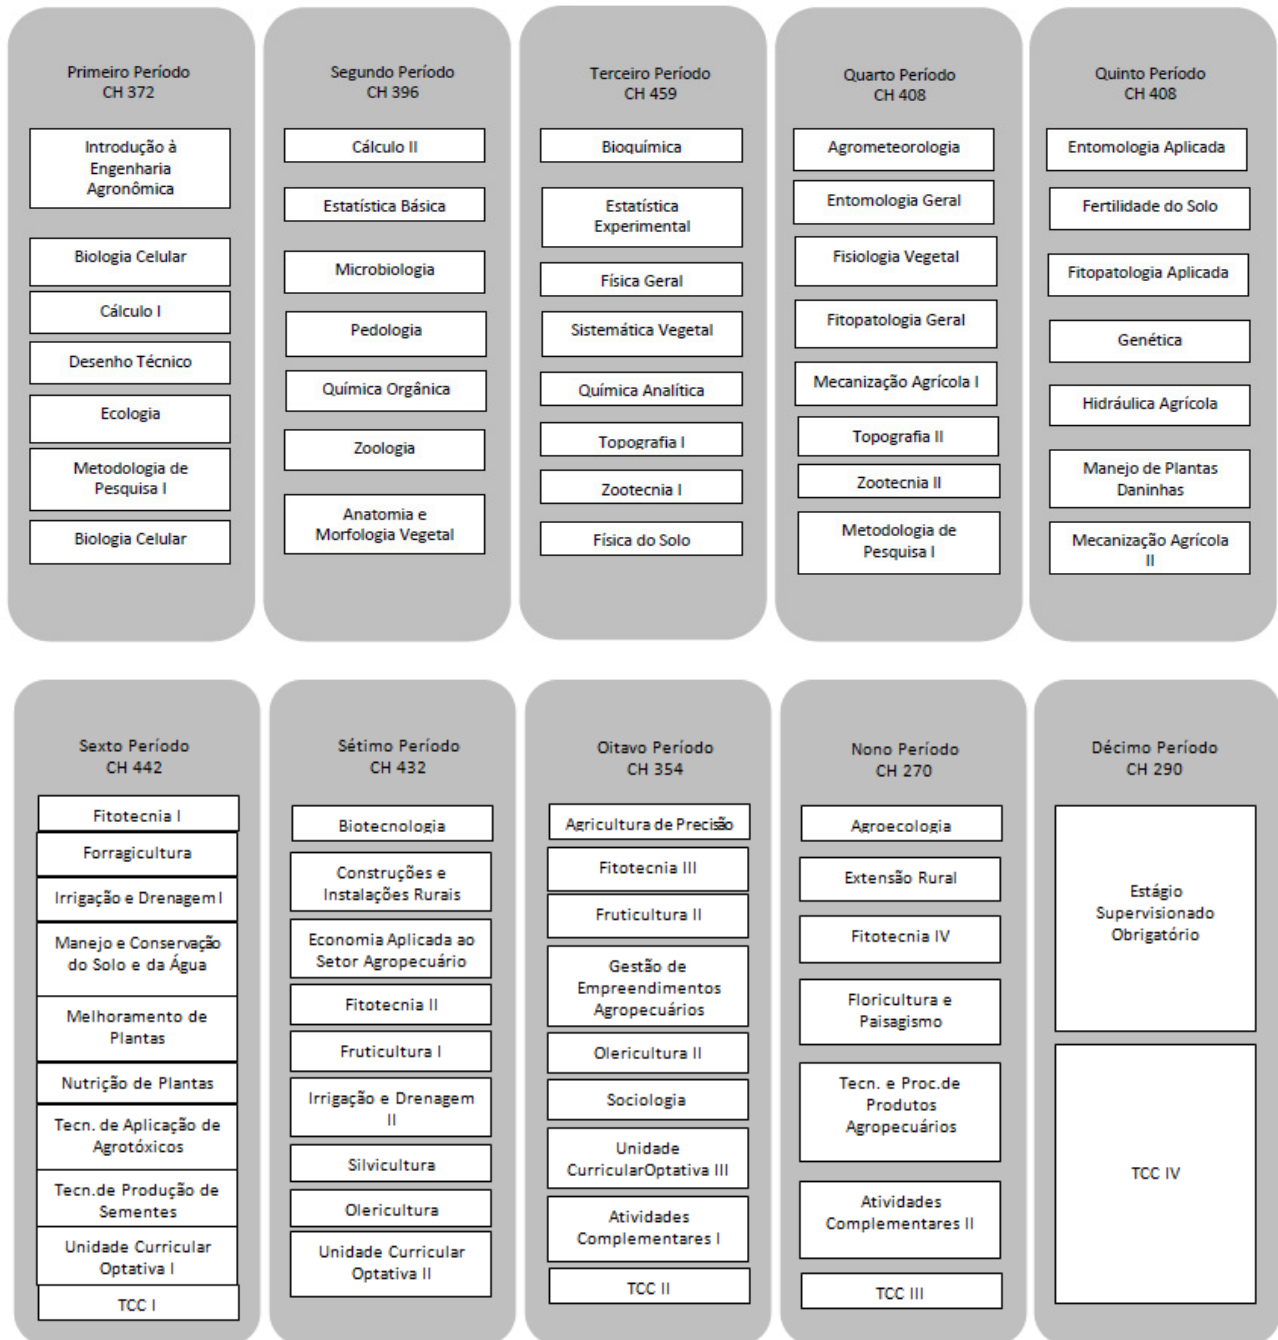 Primeiro Período
CH 372
Introdução à
Engenharia
Agronômica
Biologia Celular
Cálculo I
Desenho Técnico
Ecologia
Metodologia de
Pesquisa I
Biologia Celular
Segundo Período
CH 396
Cálculo II
Estatística Básica
Microbiologia
Pedologia
Química Orgânica
Zoologia
Anatomia e
Morfologia Vegetal
Terceiro Período
CH 459
Bioquímica
Estatística
Experimental
Física Geral
Sistemática Vegetal
Química Analítica
Topografia I
Zootecnia I
Física do Solo
Quarto Período
CH 408
Agrometeorologia
Entomologia Geral
Fisiologia Vegetal
Fitopatologia Geral
Mecanização Agrícola I
Topografia II
Zootecnia II
Metodologia de
Pesquisa I
Quinto Período
CH 408
Entomologia Aplicada
Fertilidade do Solo
Fitopatologia Aplicada
Genética
Hidráulica Agrícola
Manejo de Plantas
Daninhas
Mecanização Agrícola
II
Sexto Período
CH 442
Fitotecnia I
Forragicultura
Irrigação e Drenagem I
Manejo e Conservação
do Solo e da Água
Melhoramento de
Plantas
Nutrição de Plantas
Tecn. de Aplicação de
Agrotóxicos
Tecn.de Produção de
Sementes
Unidade Curricular
Optativa I
TCC I
Sétimo Período
CH 432
Biotecnologia
Construções e
Instalações Rurais
Economia Aplicada ao
Setor Agropecuário
Fitotecnia II
Fruticultura I
Irrigação e Drenagem
II
Silvicultura
Olericultura
Unidade Curricular
Optativa II
Oitavo Período
CH 354
Agricultura de Precisão
Fitotecnia III
Fruticultura II
Gestão de
Empreendimentos
Agropecuários
Olericultura II
Sociologia
Unidade
CurricularOptativa III
Atividades
Complementares I
TCC II
Nono Período
CH 270
Agroecologia
Extensão Rural
Fitotecnia IV
Floricultura e
Paisagismo
Tecn. e Proc.de
Produtos
Agropecuários
Atividades
Complementares II
TCC III
Décimo Período
CH 290
Estágio
Supervisionado
Obrigatório
TCC IV